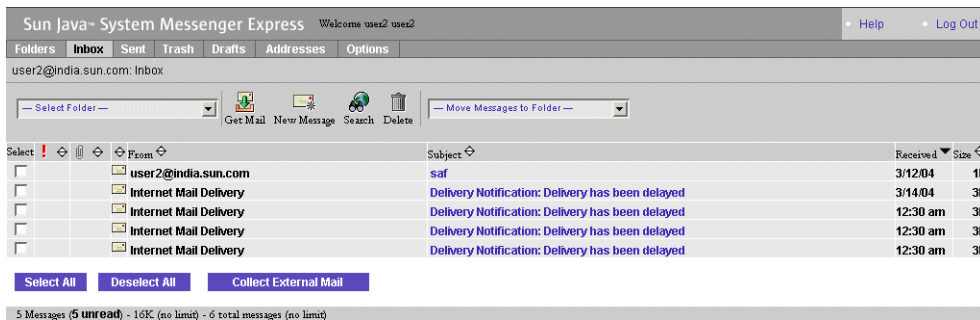 Sun Java™ System Messenger Express Welcome user2 user2 Help Log Out
Folders Inbox Sent Trash Drafts Addresses Options
user2@india.sun.com: Inbox
— Select Folder — Get Mail New Message Search Delete — Move Messages to Folder —
Select ! From Subject Received Size
user2@india.sun.com saf 3/12/04
Internet Mail Delivery Delivery Notification: Delivery has been delayed 3/14/04
Internet Mail Delivery Delivery Notification: Delivery has been delayed 12:30 am
Internet Mail Delivery Delivery Notification: Delivery has been delayed 12:30 am
Internet Mail Delivery Delivery Notification: Delivery has been delayed 12:30 am
Select All Deselect All Collect External Mail
5 Messages (5 unread) - 16K (no limit) - 6 total messages (no limit)